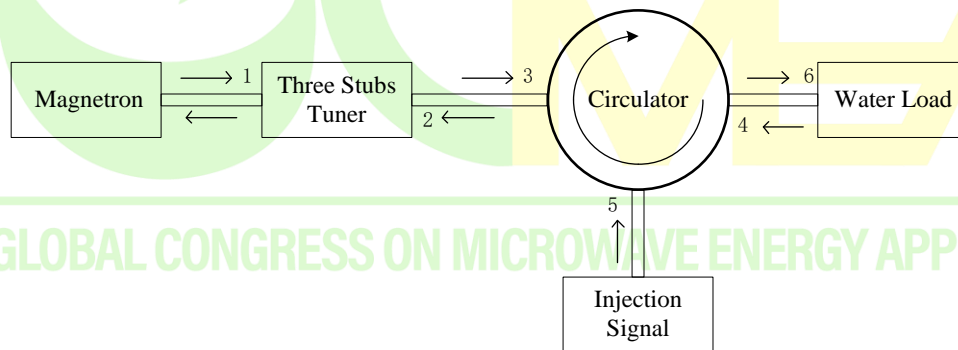 Magnetron
1
Three Stubs
Tuner
2
3
Circulator
6
4
Water Load
5
GLOBAL CONGRESS ON MICROWAVE ENERGY APP
Injection
Signal